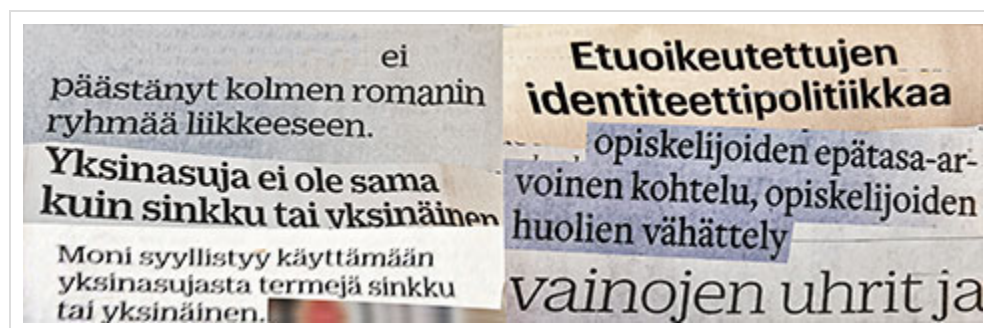 ei
päästänyt kolmen romanin
ryhmää liikkeeseen.
Yksinasuja ei ole sama
kuin sinkku tai yksinäinen
Moni syyllistyy käyttämään
yksinasujasta termejä sinkku
tai yksinäinen.
Etuoikeutettujen
identiteettipolitiikkaa
opiskelijoiden epätasa-ar-
voinen kohtelu, opiskelijoiden
huolien vähättely
vainojen uhrit ja